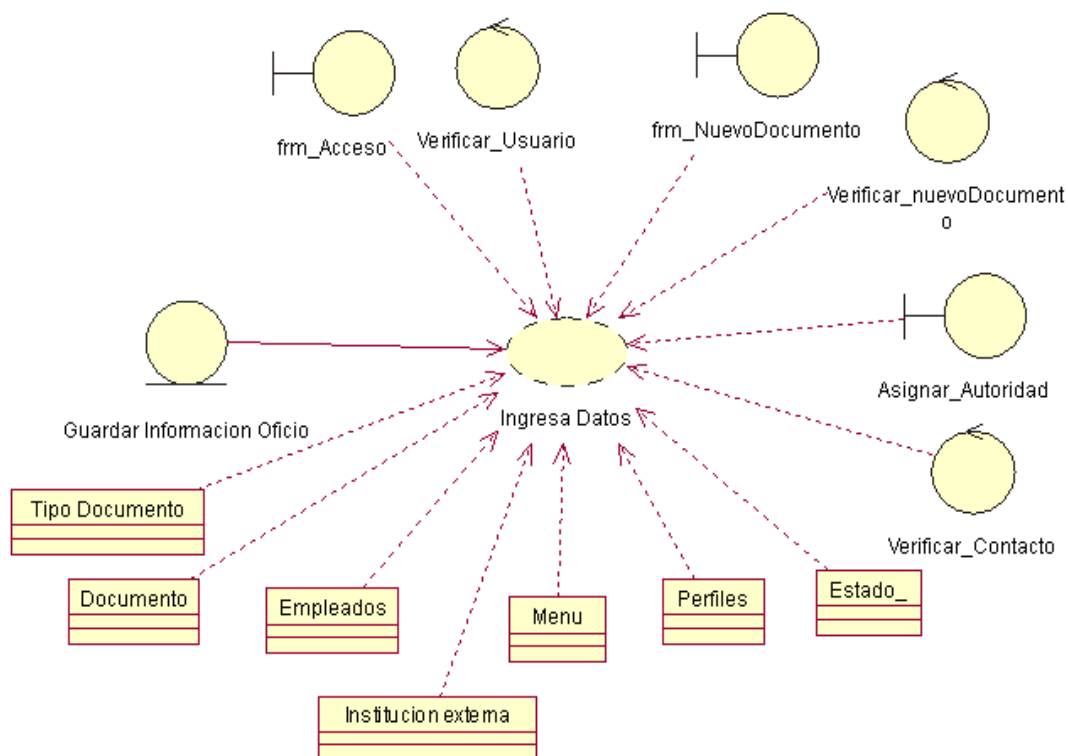 frm_Acceso
Verificar_Usuario
frm_NuevoDocumento
Verificar_nuevoDocument
o
Asignar_Autoridad
Guardar Informacion Oficio
Ingresa Datos
Verificar_Contacto
Tipo Documento
Documento
Empleados
Menu
Perfiles
Estado_
Institucion externa